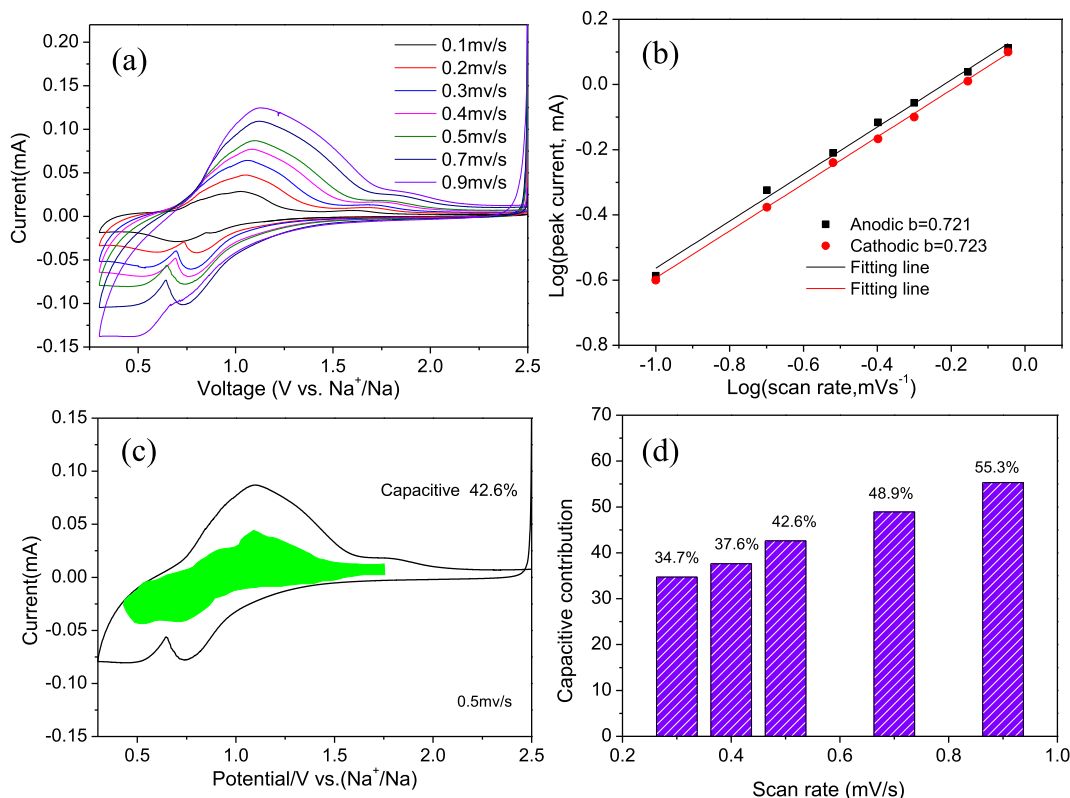 (a)
0.1mv/s
0.2mv/s
0.3mv/s
0.4mv/s
0.5mv/s
0.7mv/s
0.9mv/s
0.20
0.15
0.10
0.05
0.00
-0.05
-0.10
-0.15
Current(mA)
0.5 1.0 1.5 2.0 2.5
Voltage (V vs. Na⁺/Na)
(b)
0.2
0.0
-0.2
-0.4
-0.6
-0.8
Log(peak current, mA)
Anodic b=0.721
Cathodic b=0.723
Fitting line
Fitting line
-1.0 -0.8 -0.6 -0.4 -0.2 0.0
Log(scan rate,mVs⁻¹)
(c)
Capacitive 42.6%
0.15
0.10
0.05
0.00
-0.05
-0.10
-0.15
Current(mA)
0.5mv/s
0.5 1.0 1.5 2.0 2.5
Potential/V vs.(Na⁺/Na)
(d)
70
60
50
40
30
20
10
0
Capacitive contribution
34.7%
37.6%
42.6%
48.9%
55.3%
0.2 0.4 0.6 0.8 1.0
Scan rate (mV/s)